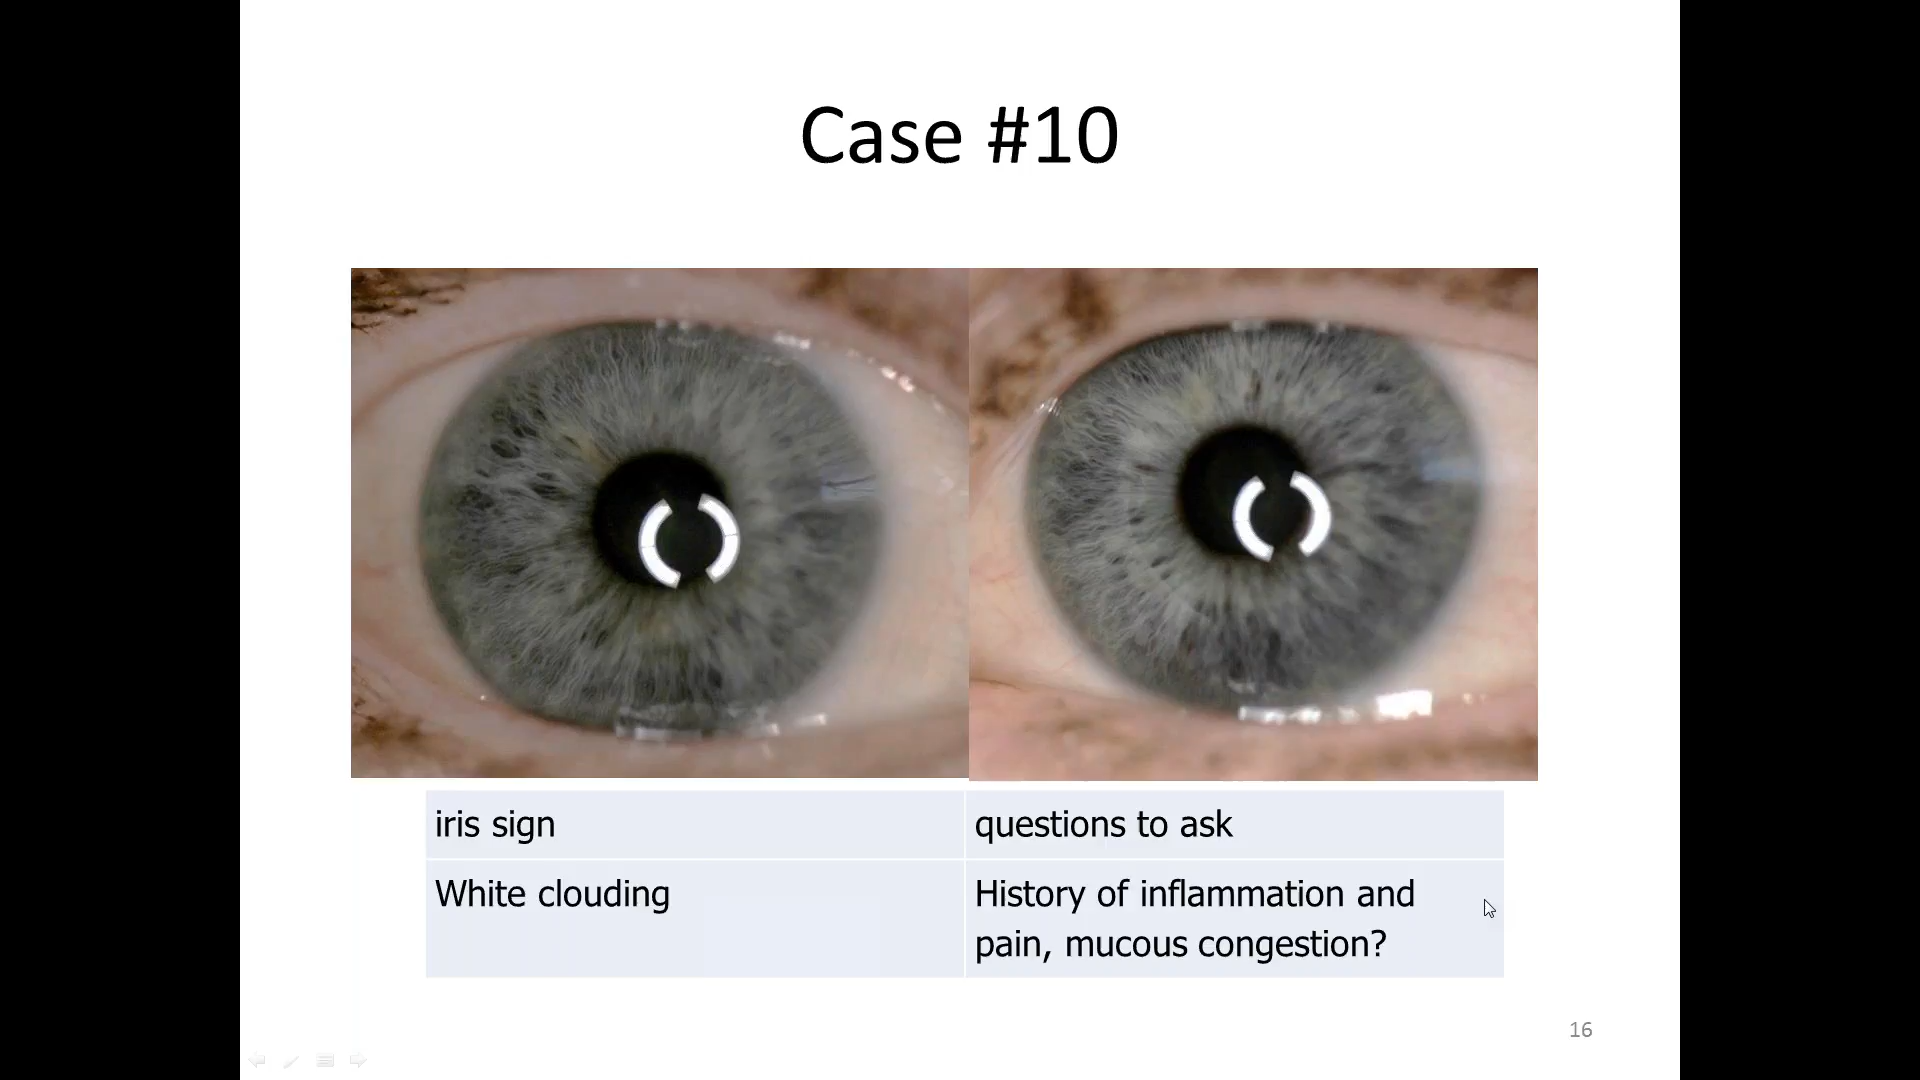 Case #10
iris sign
questions to ask
White clouding
History of inflammation and
pain, mucous congestion?
16